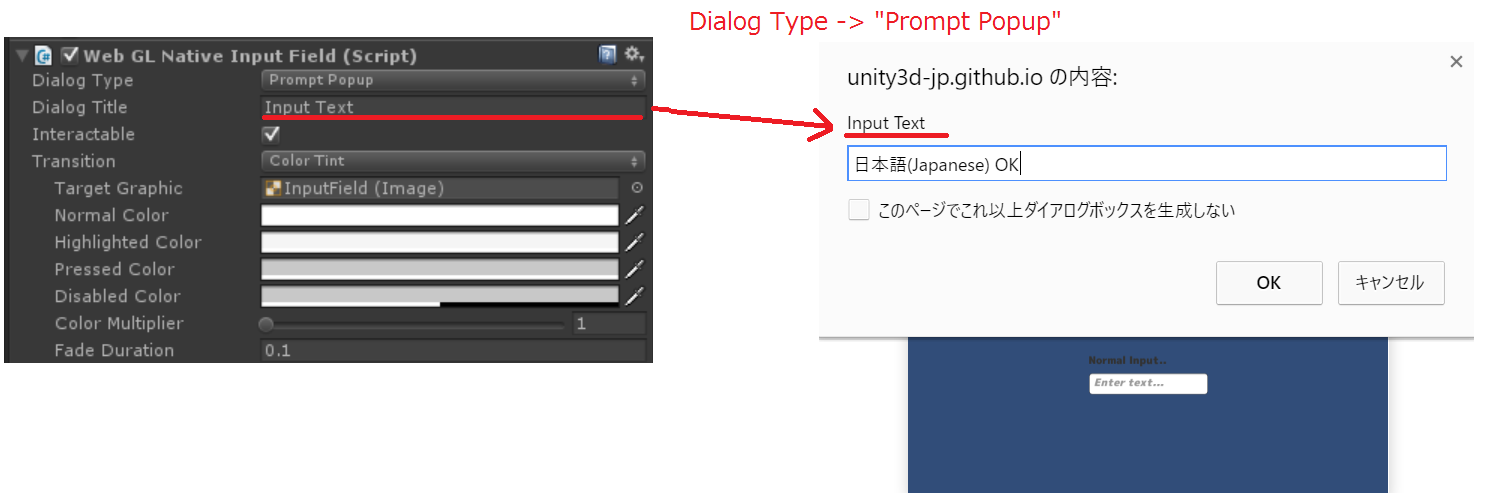 Dialog Type -> "Prompt Popup"
Web GL Native Input Field (Script)
Dialog Type Prompt Popup
Dialog Title Input Text
Interactable
Transition Color Tint
Target Graphic InputField (Image)
Normal Color
Highlighted Color
Pressed Color
Disabled Color
Color Multiplier 1
Fade Duration 0.1
unity3d-jp.github.io の内容:
Input Text
日本語(Japanese) OK
このページでこれ以上ダイアログボックスを生成しない
OK キャンセル
Normal Input..
Enter text...